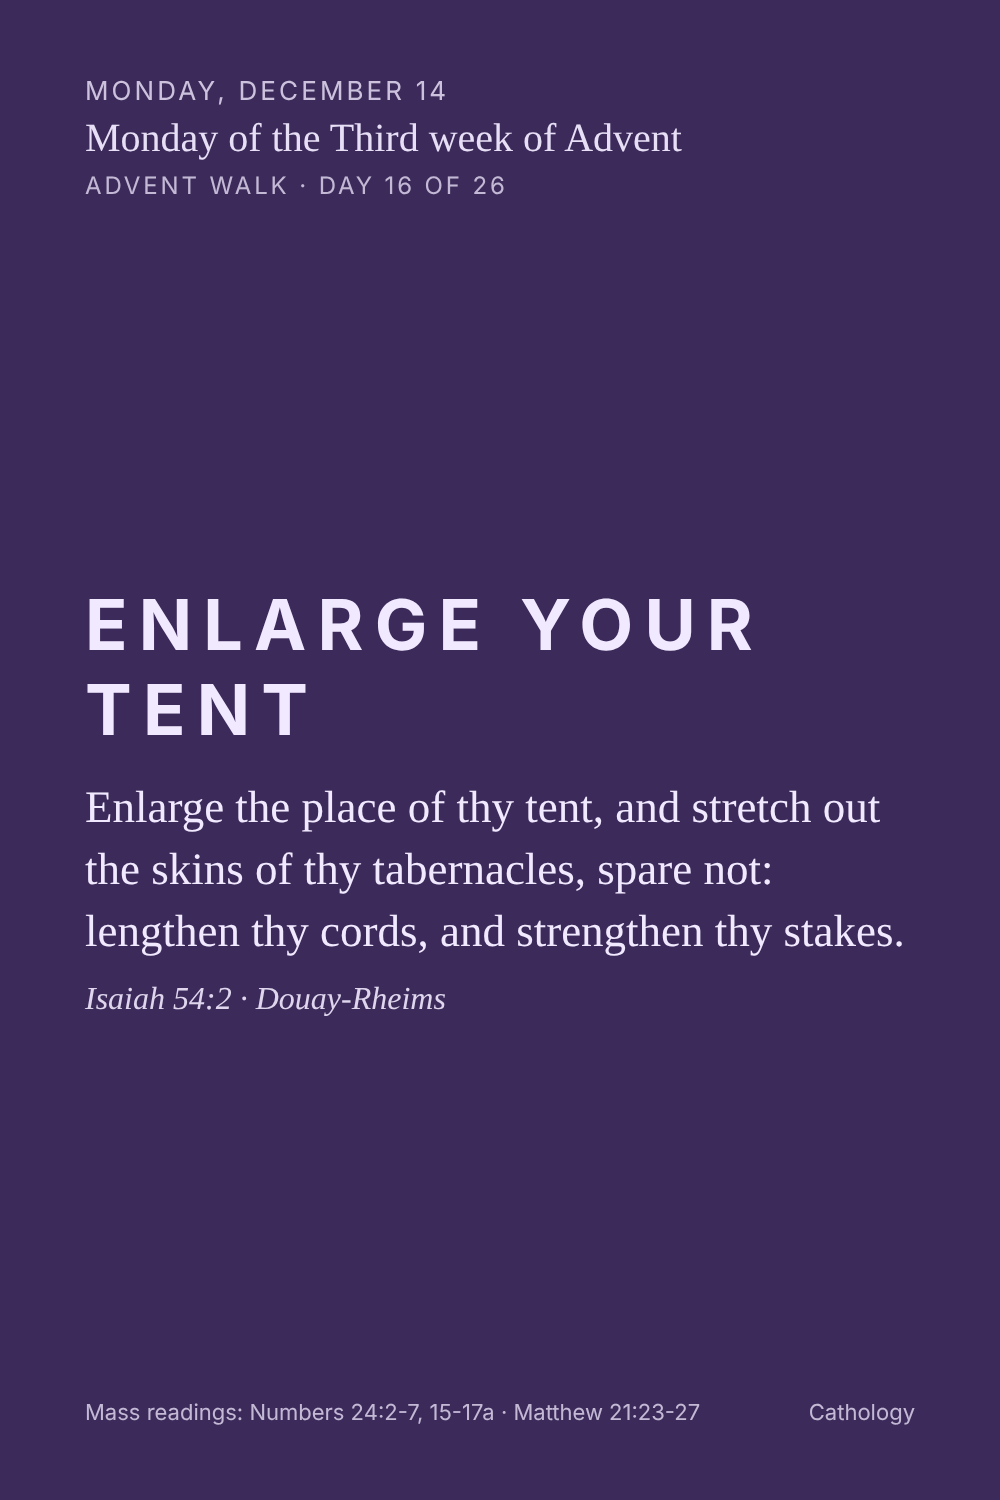 MONDAY, DECEMBER 14
Monday of the Third week of Advent
ADVENT WALK · DAY 16 OF 26
ENLARGE YOUR
TENT
Enlarge the place of thy tent, and stretch out
the skins of thy tabernacles, spare not:
lengthen thy cords, and strengthen thy stakes.
Isaiah 54:2 · Douay-Rheims
Mass readings: Numbers 24:2-7, 15-17a · Matthew 21:23-27
Cathology